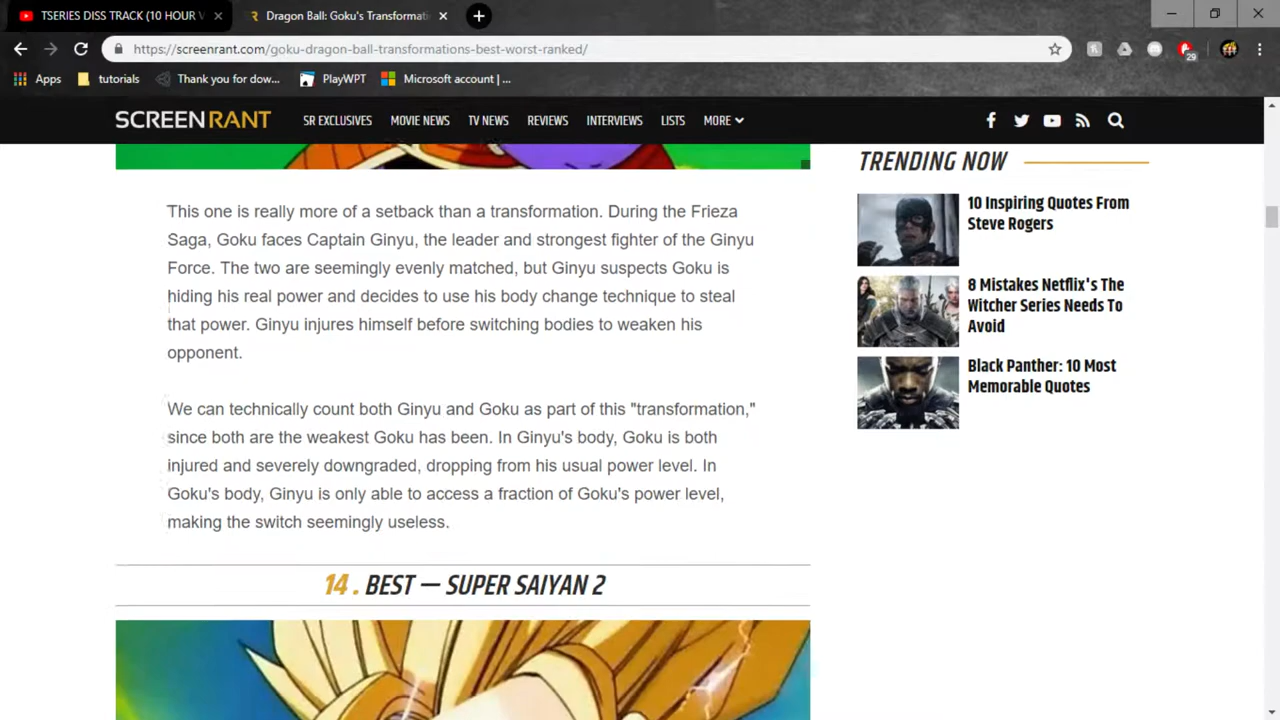 TSERIES DISS TRACK (10 HOUR V
Dragon Ball: Goku's Transformati
https://screenrant.com/goku-dragon-ball-transformations-best-worst-ranked/
29
Apps
tutorials
Thank you for dow...
PlayWPT
Microsoft account | ...
SCREENRANT
SR EXCLUSIVES
MOVIE NEWS
TV NEWS
REVIEWS
INTERVIEWS
LISTS
MORE
This one is really more of a setback than a transformation. During the Frieza
Saga, Goku faces Captain Ginyu, the leader and strongest fighter of the Ginyu
Force. The two are seemingly evenly matched, but Ginyu suspects Goku is
hiding his real power and decides to use his body change technique to steal
that power. Ginyu injures himself before switching bodies to weaken his
opponent.
We can technically count both Ginyu and Goku as part of this "transformation,"
since both are the weakest Goku has been. In Ginyu's body, Goku is both
injured and severely downgraded, dropping from his usual power level. In
Goku's body, Ginyu is only able to access a fraction of Goku's power level,
making the switch seemingly useless.
14 . BEST — SUPER SAIYAN 2
TRENDING NOW
10 Inspiring Quotes From
Steve Rogers
8 Mistakes Netflix's The
Witcher Series Needs To
Avoid
Black Panther: 10 Most
Memorable Quotes